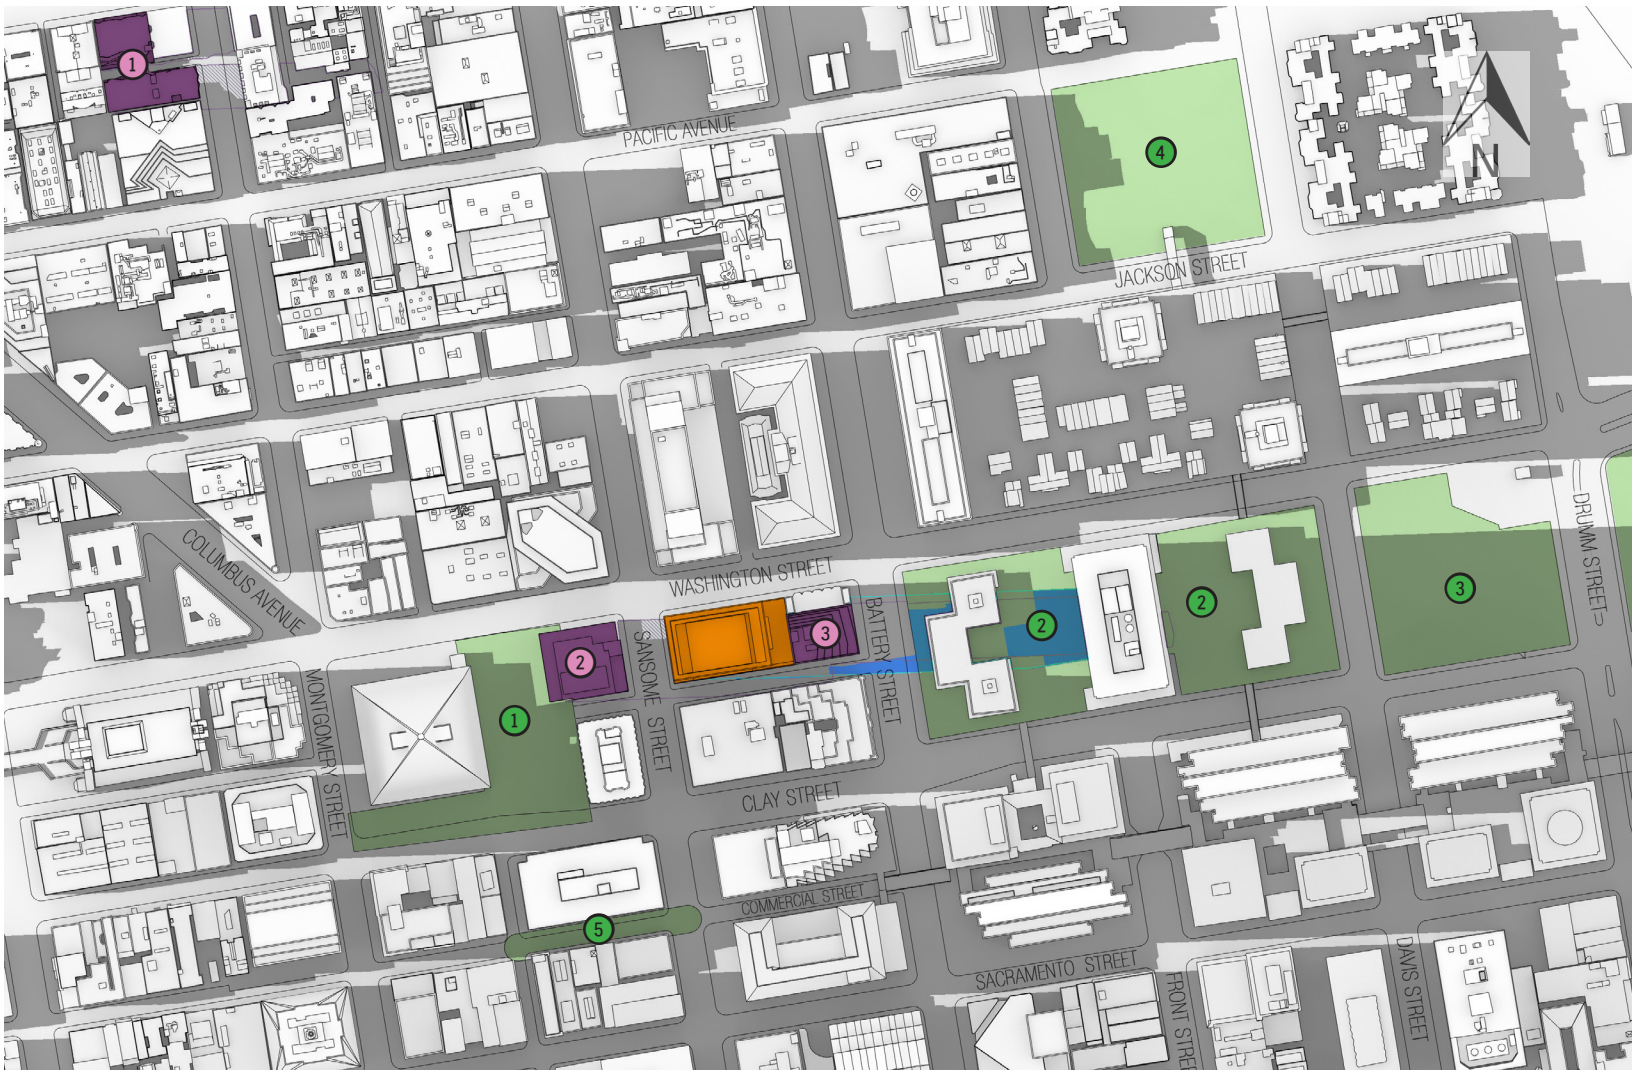 1
PACIFIC AVENUE
4
N
JACKSON STREET
COLUMBUS AVENUE
WASHINGTON STREET
DRUMM STREET
2
3
2
3
2
BATTERY STREET
SANSOME STREET
MONTGOMERY STREET
1
CLAY STREET
COMMERCIAL STREET
5
SACRAMENTO STREET
FRONT STREE
DAVIS STREET